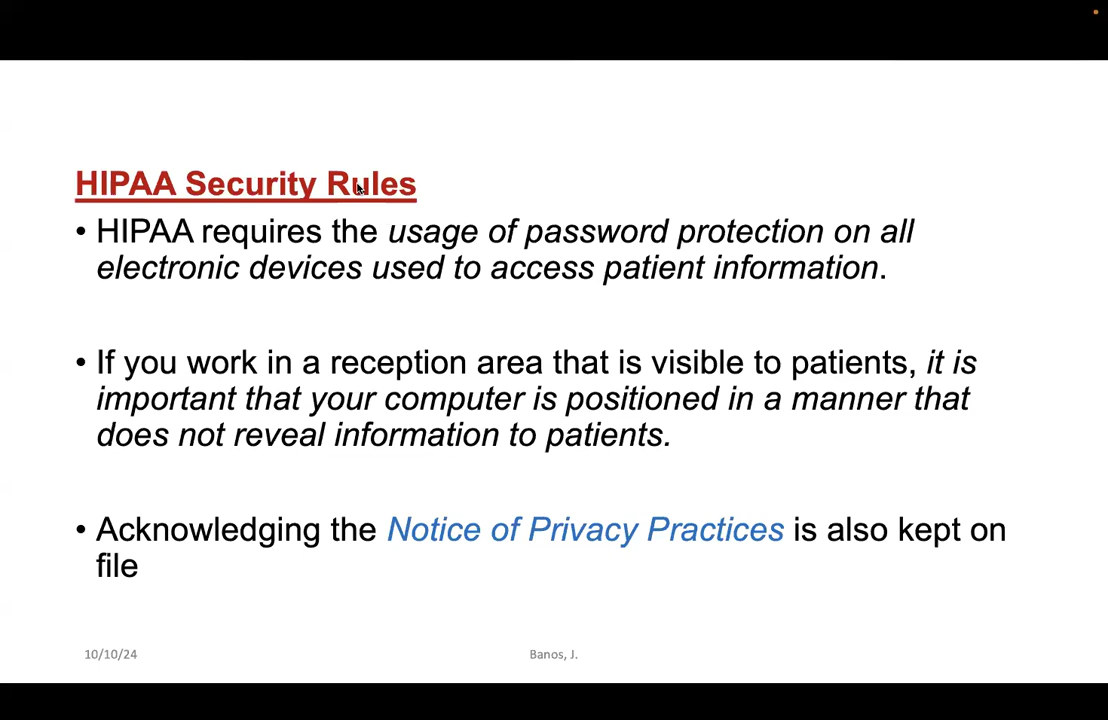 HIPAA Security Rules
• HIPAA requires the usage of password protection on all
electronic devices used to access patient information.
• If you work in a reception area that is visible to patients, it is
important that your computer is positioned in a manner that
does not reveal information to patients.
• Acknowledging the Notice of Privacy Practices is also kept on
file
10/10/24
Banos, J.